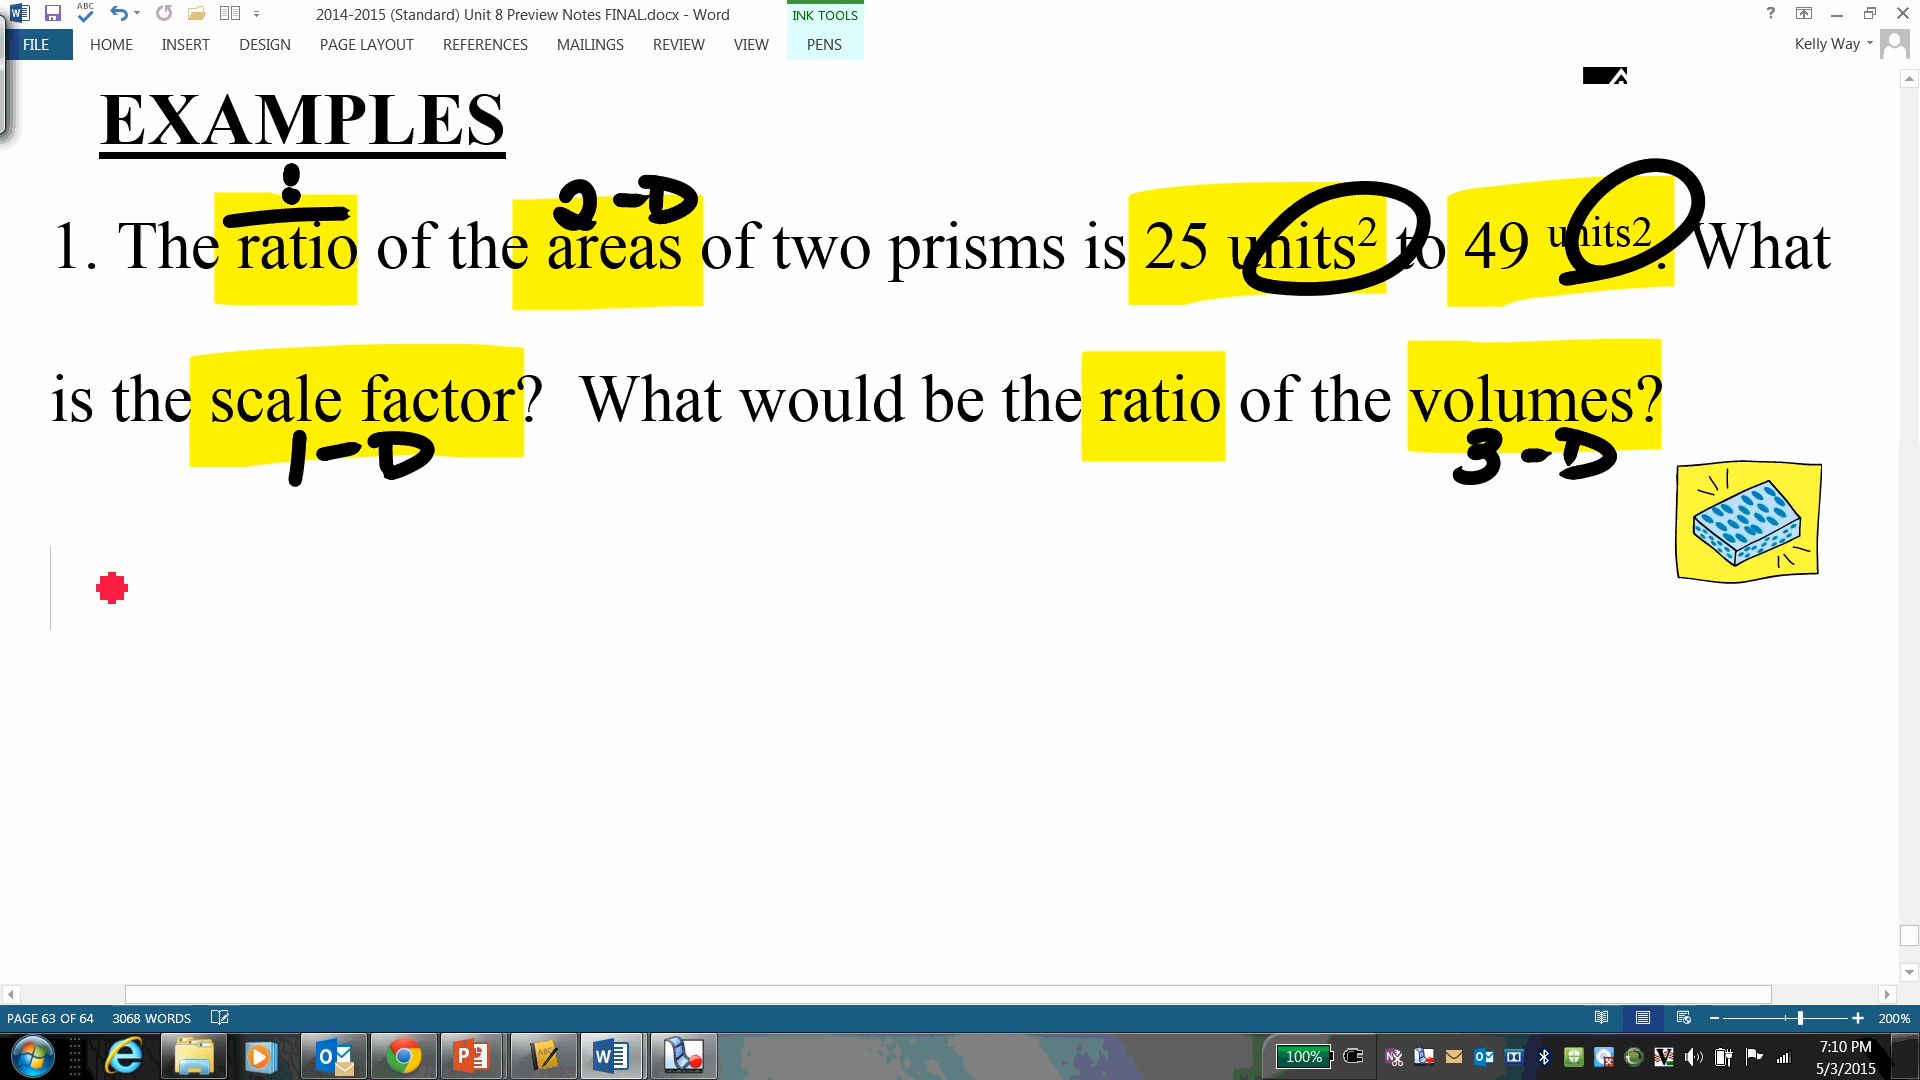 2014-2015 (Standard) Unit 8 Preview Notes FINAL.docx - Word
INK TOOLS
FILE HOME INSERT DESIGN PAGE LAYOUT REFERENCES MAILINGS REVIEW VIEW PENS
Kelly Way
EXAMPLES
2-D
1. The ratio of the areas of two prisms is 25 units² to 49 units2. What
is the scale factor? What would be the ratio of the volumes?
1-D 3-D
PAGE 63 OF 64 3068 WORDS 200%
100% 7:10 PM
5/3/2015